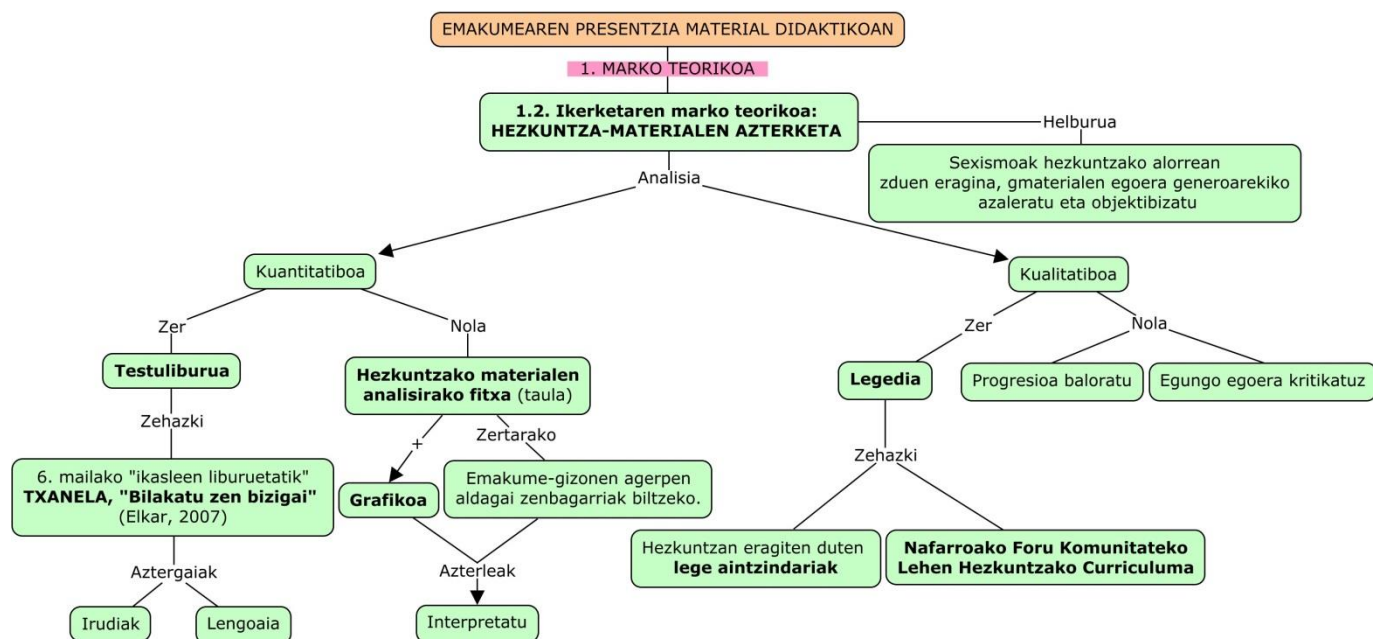 EMAKUMEAREN PRESENTZIA MATERIAL DIDAKTIKOAN
1. MARKO TEORIKOA
1.2. Ikerketaren marko teorikoa:
HEZKUNTZA-MATERIALEN AZTERKETA
Helburua
Sexismoak hezkuntzako alorrean
zduen eragina, gmaterialen egoera generoarekiko
azaleratu eta objektibizatu
Analisia
Kuantitatiboa
Kualitatiboa
Zer
Nola
Zer
Nola
Testuliburua
Hezkuntzako materialen
analisirako fitxa (taula)
Legedia
Progresioa baloratu
Egungo egoera kritikatuz
Zehazki
+
Zertarako
Zehazki
6. mailako "ikasleen liburuetatik"
TXANELA, "Bilakatu zen bizigai"
(Elkar, 2007)
Grafikoa
Emakume-gizonen agerpen
aldagai zenbagarriak biltzeko.
Hezkuntzan eragiten duten
lege aintzindariak
Nafarroako Foru Komunitateko
Lehen Hezkuntzako Curriculuma
Aztergaiak
Azterleak
Irudiak
Lengoaia
Interpretatu